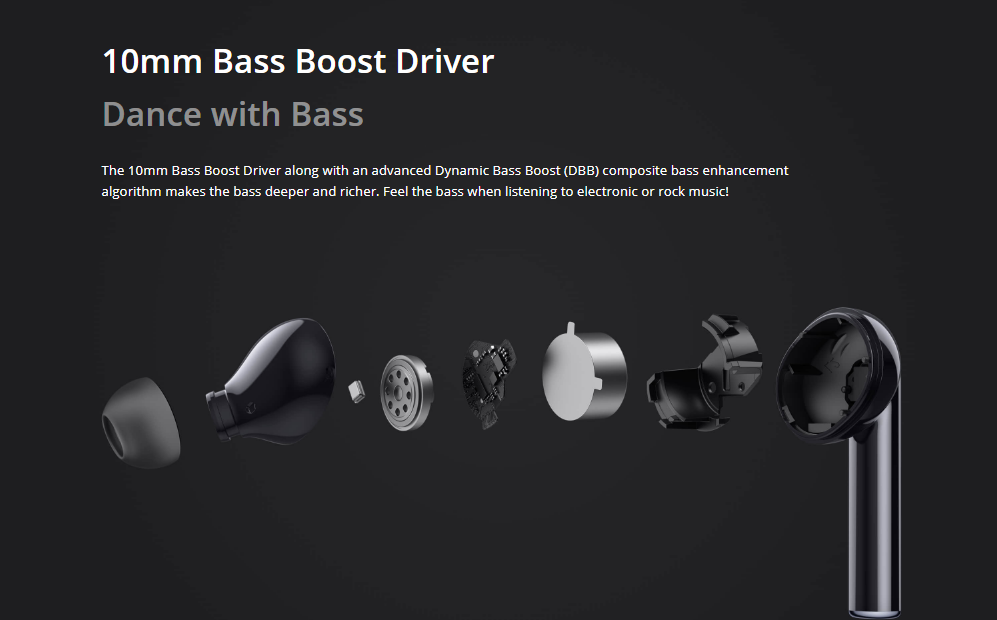 10mm Bass Boost Driver
Dance with Bass
The 10mm Bass Boost Driver along with an advanced Dynamic Bass Boost (DBB) composite bass enhancement
algorithm makes the bass deeper and richer. Feel the bass when listening to electronic or rock music!